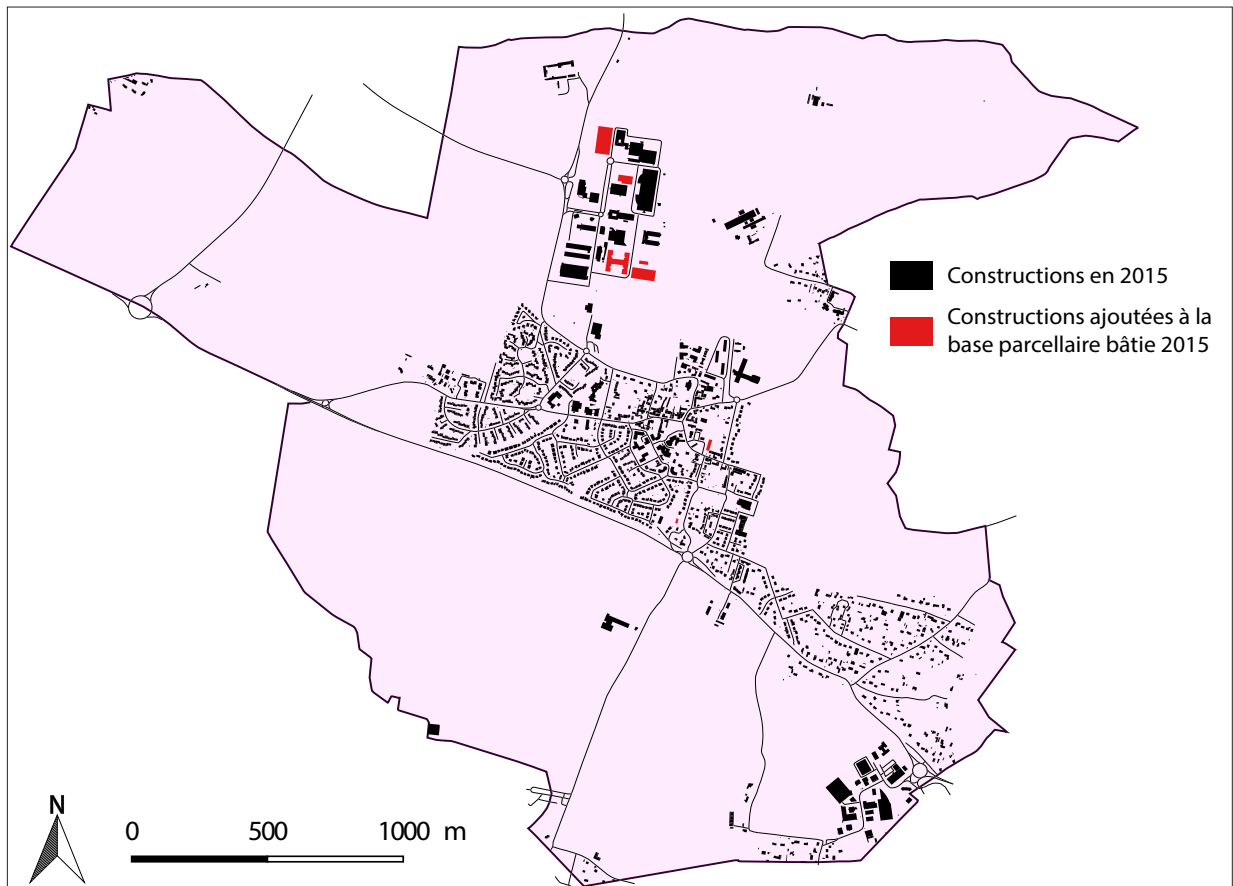 Constructions en 2015
Constructions ajoutées à la
base parcellaire bâtie 2015
N
0 500 1000 m